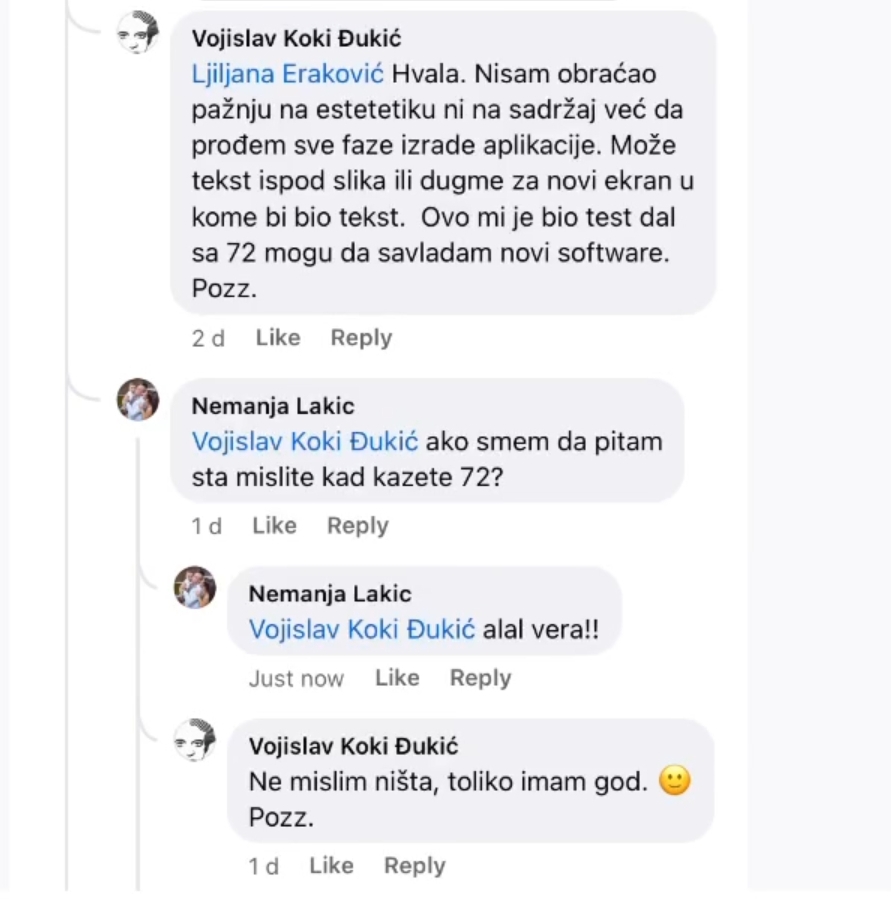 Vojislav Koki Đukić
Ljiljana Eraković Hvala. Nisam obraćao
pažnju na estetetiku ni na sadržaj već da
prođem sve faze izrade aplikacije. Može
tekst ispod slika ili dugme za novi ekran u
kome bi bio tekst. Ovo mi je bio test dal
sa 72 mogu da savladam novi software.
Pozz.
2 d Like Reply
Nemanja Lakic
Vojislav Koki Đukić ako smem da pitam
sta mislite kad kazete 72?
1 d Like Reply
Nemanja Lakic
Vojislav Koki Đukić alal vera!!
Just now Like Reply
Vojislav Koki Đukić
Ne mislim ništa, toliko imam god. 🙂
Pozz.
1 d Like Reply